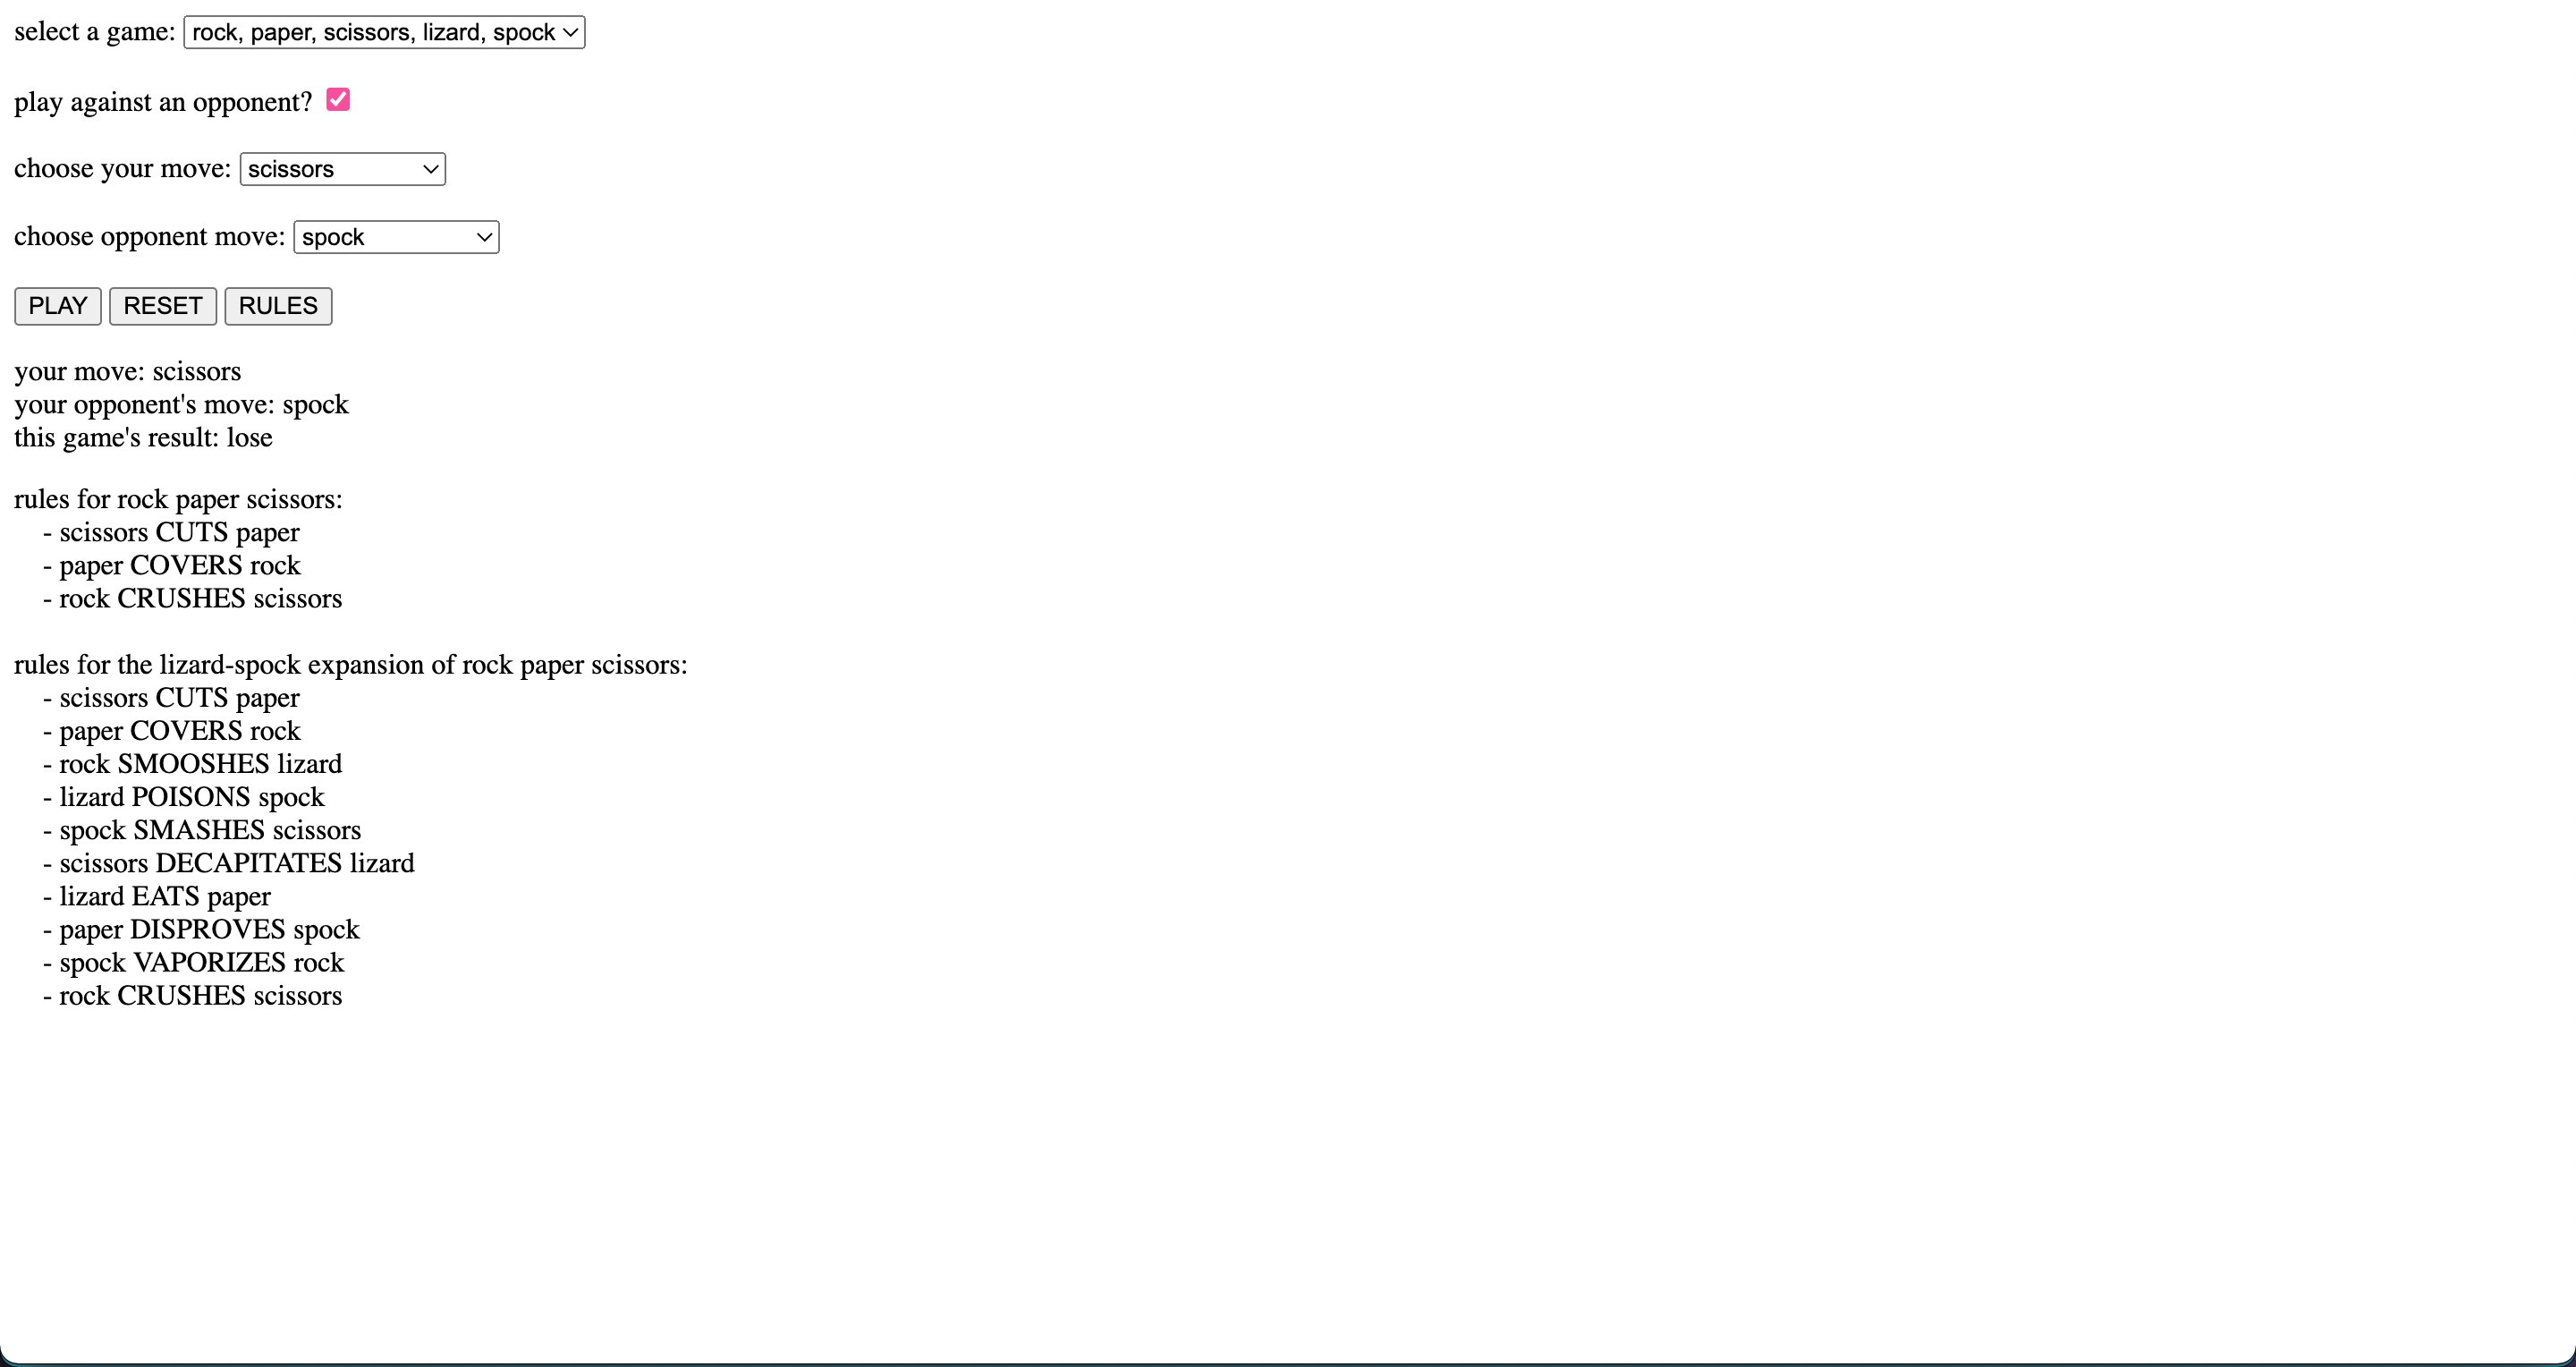 select a game: rock, paper, scissors, lizard, spock
play against an opponent?
choose your move: scissors
choose opponent move: spock
PLAY RESET RULES
your move: scissors
your opponent's move: spock
this game's result: lose
rules for rock paper scissors:
- scissors CUTS paper
- paper COVERS rock
- rock CRUSHES scissors
rules for the lizard-spock expansion of rock paper scissors:
- scissors CUTS paper
- paper COVERS rock
- rock SMOOSHES lizard
- lizard POISONS spock
- spock SMASHES scissors
- scissors DECAPITATES lizard
- lizard EATS paper
- paper DISPROVES spock
- spock VAPORIZES rock
- rock CRUSHES scissors